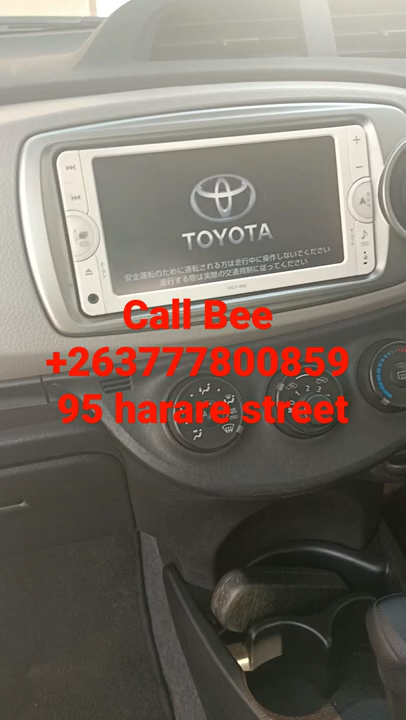 TOYOTA
安全運転のために運転される方は走行中に操作しないでください
走行する際は実際の交通規制に従ってください
Call Bee
+263777800859
95 harare street